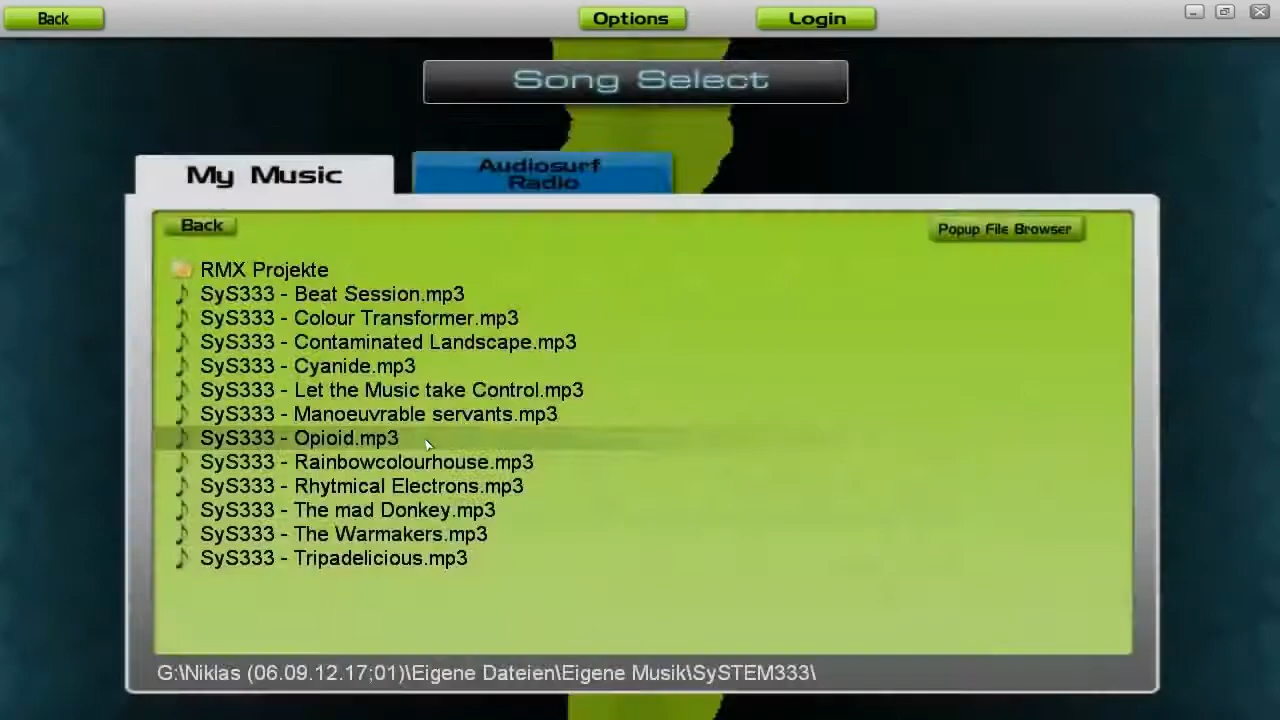 Back
Options
Login
Song Select
My Music
Audiosurf
Radio
Back
Popup File Browser
RMX Projekte
SyS333 - Beat Session.mp3
SyS333 - Colour Transformer.mp3
SyS333 - Contaminated Landscape.mp3
SyS333 - Cyanide.mp3
SyS333 - Let the Music take Control.mp3
SyS333 - Manoeuvrable servants.mp3
SyS333 - Opioid.mp3
SyS333 - Rainbowcolourhouse.mp3
SyS333 - Rhytmical Electrons.mp3
SyS333 - The mad Donkey.mp3
SyS333 - The Warmakers.mp3
SyS333 - Tripadelicious.mp3
G:\Niklas (06.09.12.17;01)\Eigene Dateien\Eigene Musik\SySTEM333\